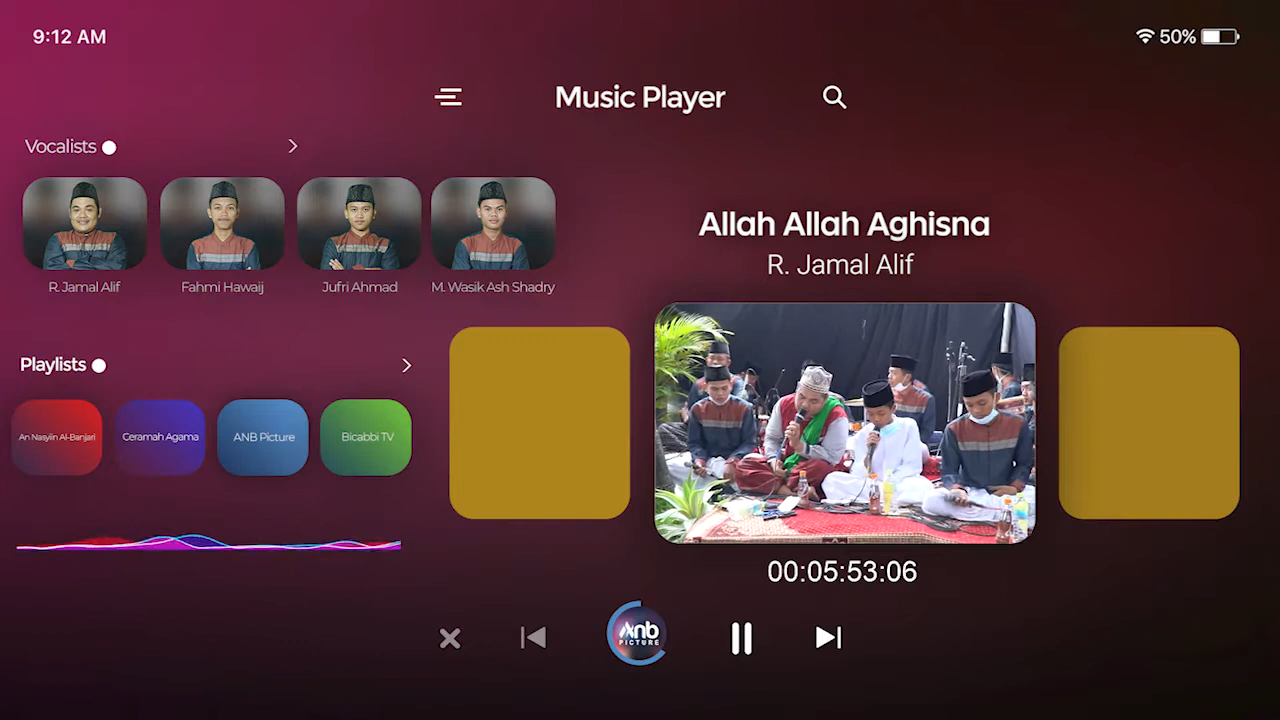 9:12 AM
50%
Music Player
Vocalists
R. Jamal Alif
Fahmi Hawaij
Jufri Ahmad
M. Wasik Ash Shadry
Allah Allah Aghisna
R. Jamal Alif
Playlists
An Nasyiin Al-Banjari
Ceramah Agama
ANB Picture
Bicabbi TV
00:05:53:06
Anb
PICTURE